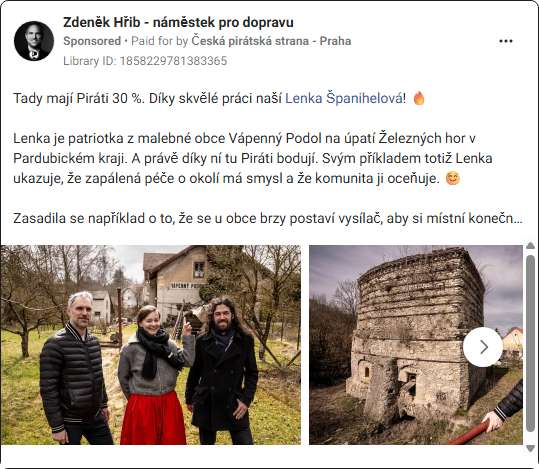 Zdeněk Hřib - náměstek pro dopravu
Sponsored • Paid for by Česká pirátská strana - Praha
Library ID: 1858229781383365
Tady mají Piráti 30 %. Díky skvělé práci naší Lenka Španihelová! 🔥
Lenka je patriotka z malebné obce Vápenný Podol na úpatí Železných hor v
Pardubickém kraji. A právě díky ní tu Piráti bodují. Svým příkladem totiž Lenka
ukazuje, že zapálená péče o okolí má smysl a že komunita ji oceňuje. 😊
Zasadila se například o to, že se u obce brzy postaví vysílač, aby si místní konečn...
VÁPENNÝ PODOL